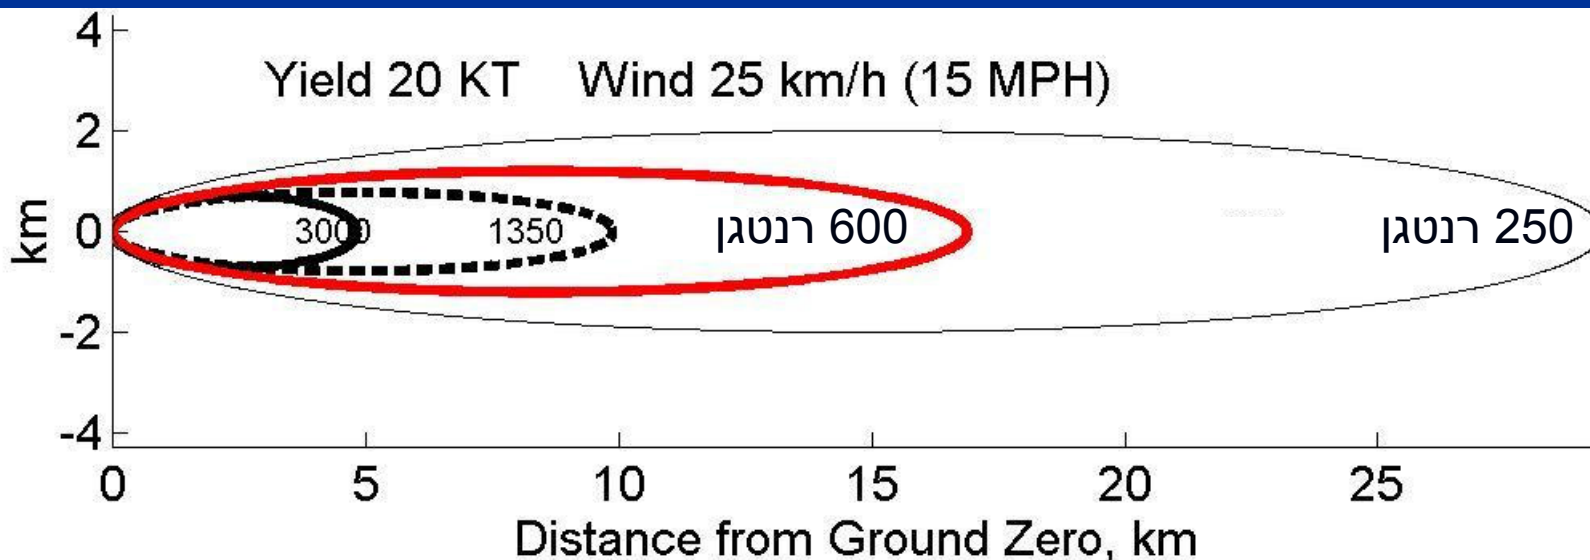 4
Yield 20 KT Wind 25 km/h (15 MPH)
2
km
0
3000
1350
600 רנטגן
250 רנטגן
-2
-4
0 5 10 15 20 25
Distance from Ground Zero, km